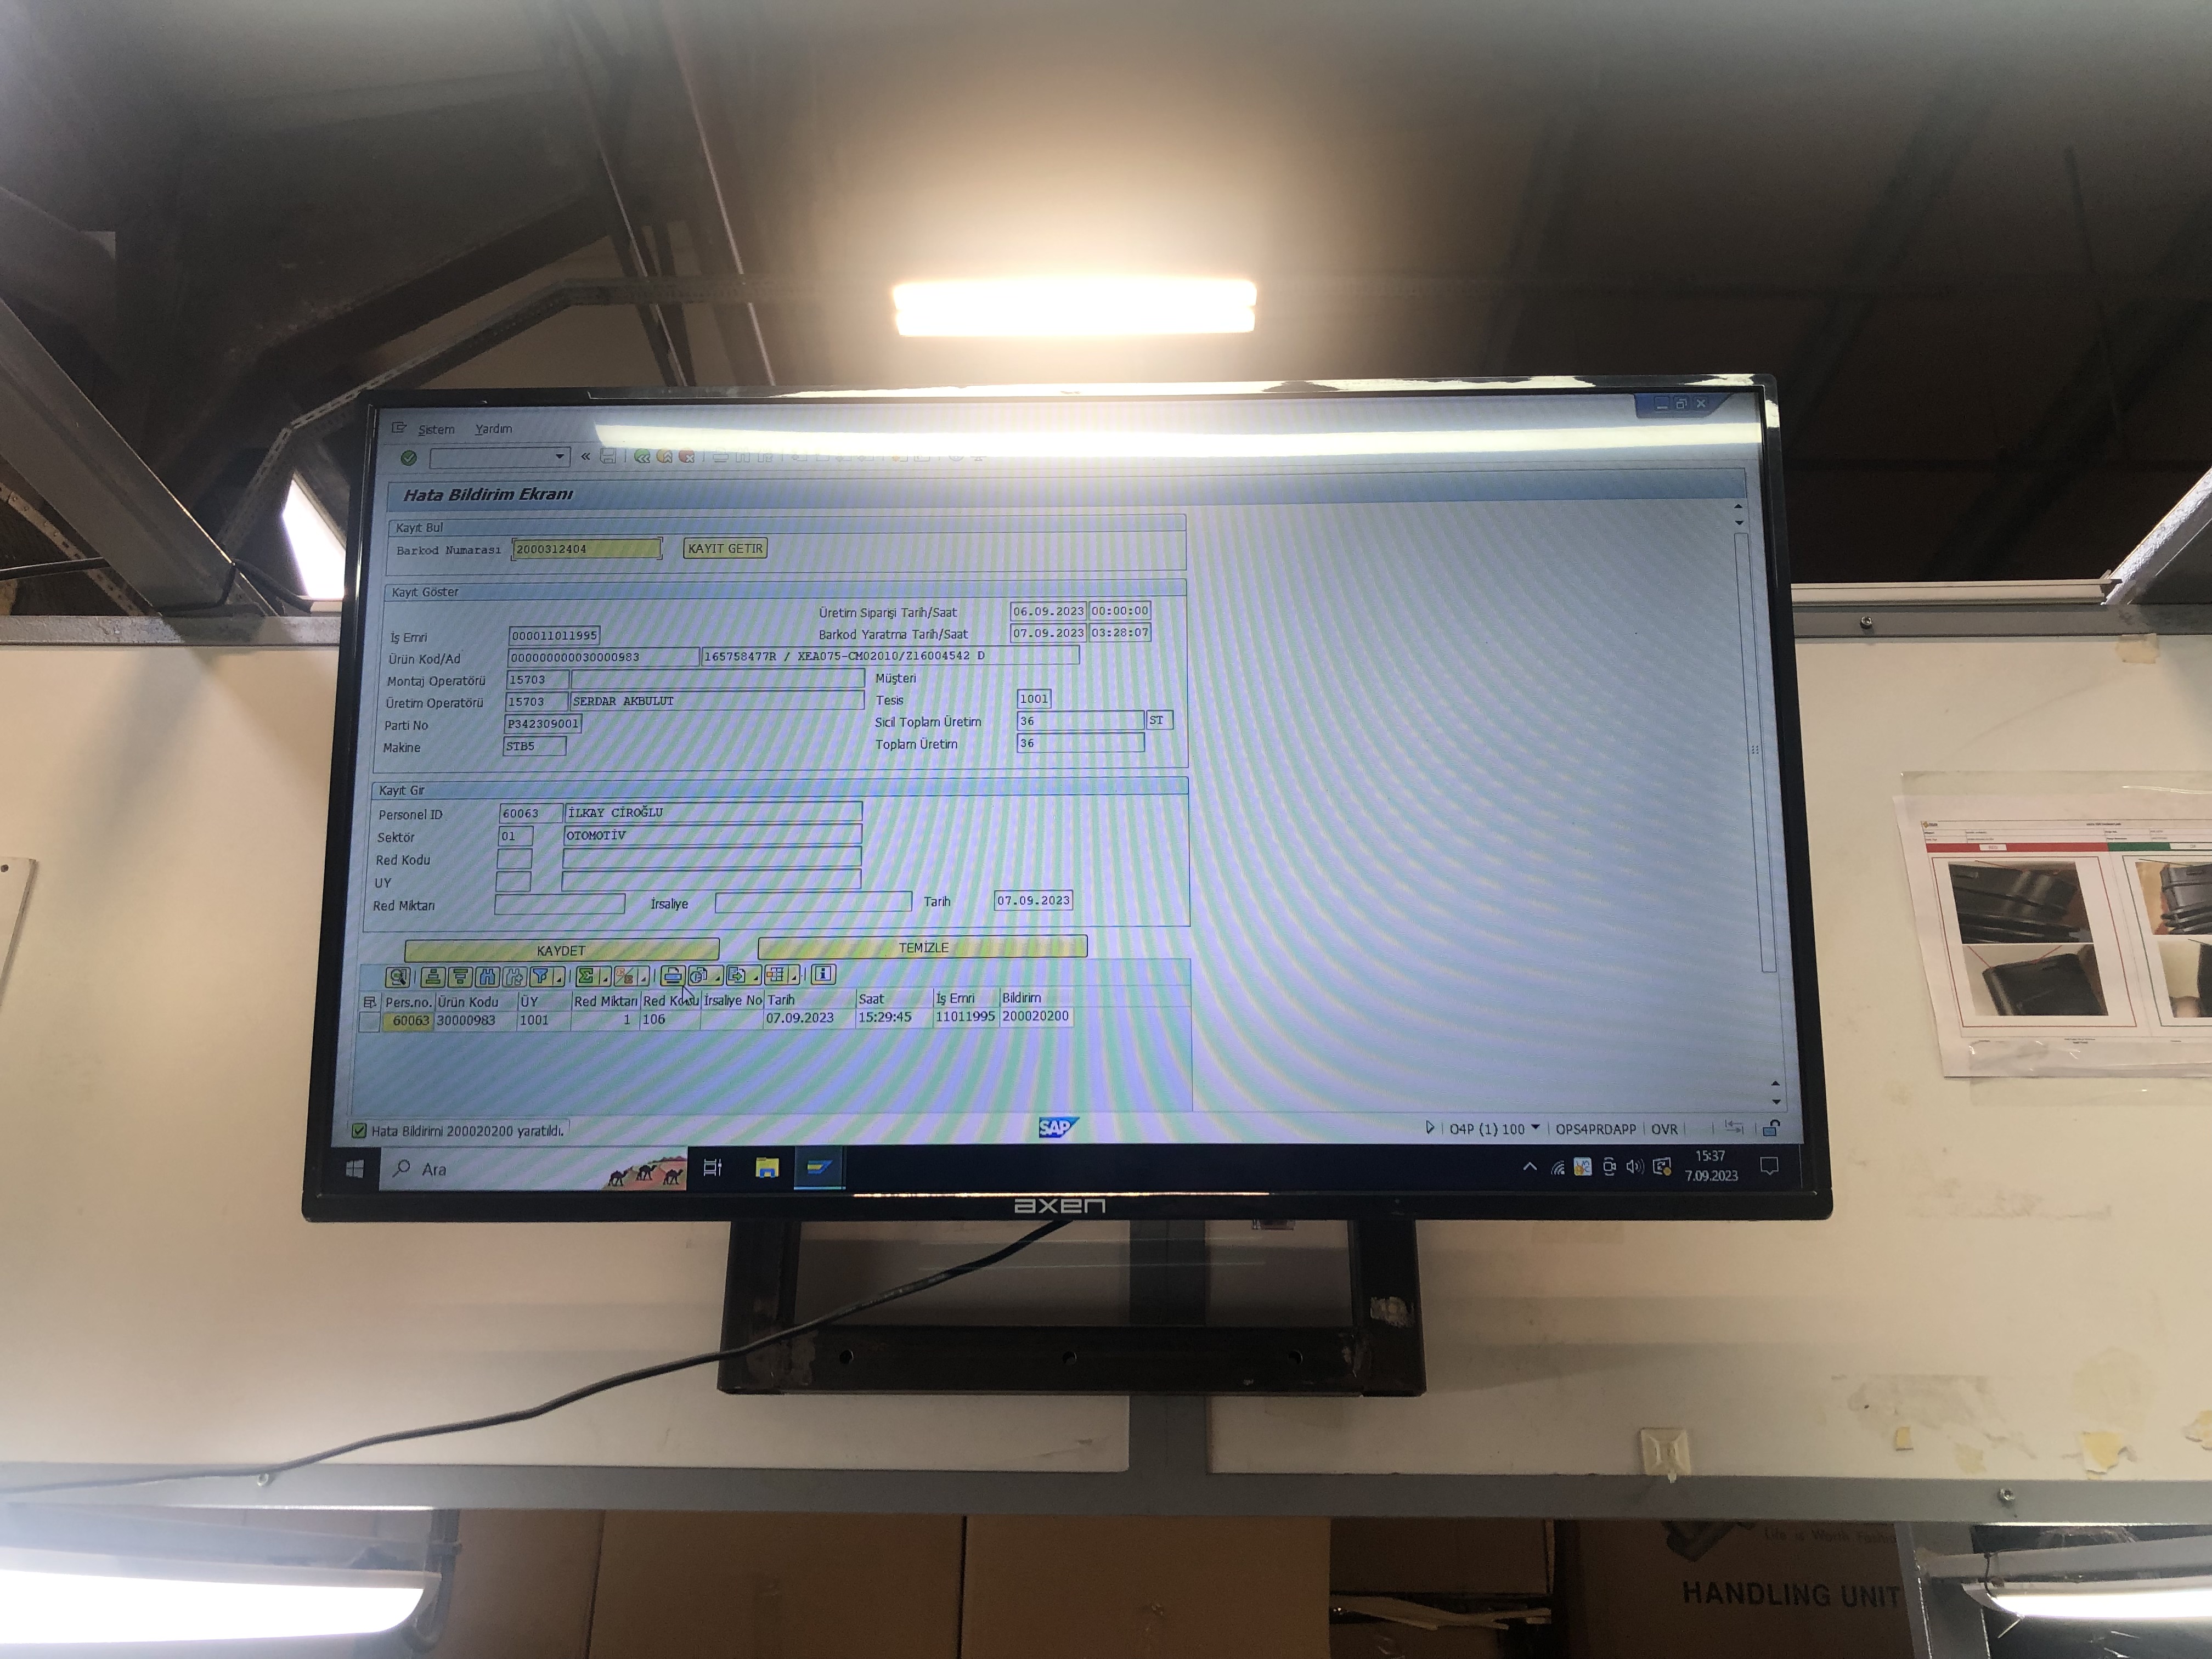 Sistem Yardım
Hata Bildirim Ekranı
Kayıt Bul
Barkod Numarası 2000312404 KAYIT GETIR
Kayıt Göster
Üretim Siparişi Tarih/Saat 06.09.2023 00:00:00
İş Emri 000011011995 Barkod Yaratma Tarih/Saat 07.09.2023 03:28:07
Ürün Kod/Ad 000000000030000983 165758477R / XEA075-CM02010/Z16004542 D
Montaj Operatörü 15703 Müşteri
Üretim Operatörü 15703 SERDAR AKBULUT Tesis 1001
Parti No P342309001 Sicil Toplam Üretim 36 ST
Makine STB5 Toplam Üretim 36
Kayıt Gir
Personel ID 60063 İLKAY CİROĞLU
Sektör 01 OTOMOTİV
Red Kodu
UY
Red Miktarı İrsaliye Tarih 07.09.2023
KAYDET TEMİZLE
Pers.no. Ürün Kodu ÜY Red Miktarı Red Kodu İrsaliye No Tarih Saat İş Emri Bildirim
60063 30000983 1001 1 106 07.09.2023 15:29:45 11011995 200020200
Hata Bildirimi 200020200 yaratıldı. SAP O4P (1) 100 OPS4PRDAPP OVR
Ara 15:37
7.09.2023
axen
Life is Worth
HANDLING UNIT